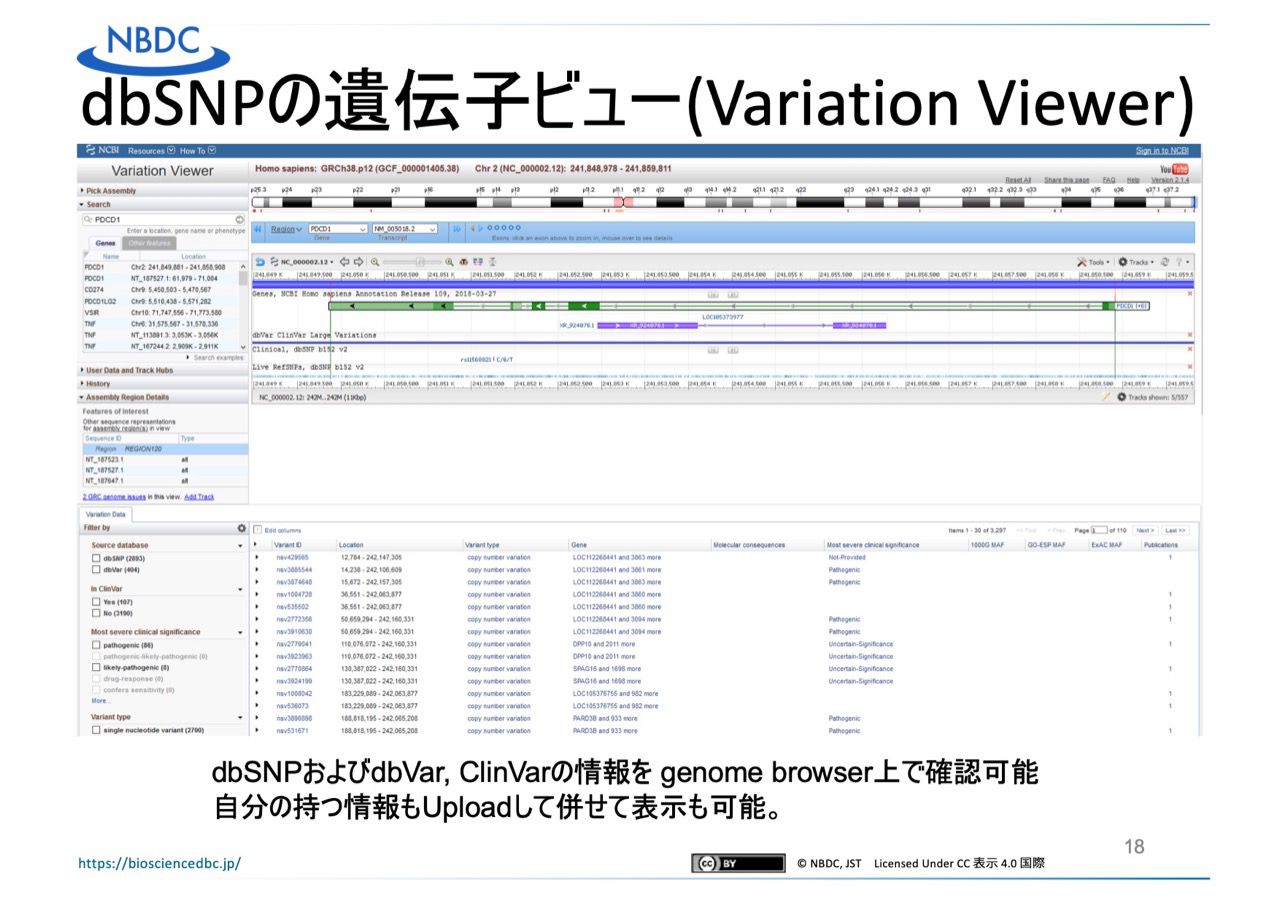 NBDC
dbSNPの遺伝子ビュー(Variation Viewer)
NCBI Resources How To Sign in to NCBI
Variation Viewer
Homo sapiens: GRCh38.p12 (GCF_000001405.38) Chr 2 (NC_000002.12): 241,848,978 - 241,859,811
YouTube
Reset All Share this page FAQ Help Version 2.1.4
Pick Assembly
Search
PDCD1
Enter a location, gene name or phenotype
Genes Other features
Name Location
PDCD1 Chr2: 241,849,881 - 241,858,908
PDCD1 NT_187527.1: 61,979 - 71,004
CD274 Chr9: 5,450,503 - 5,470,567
PDCD1LG2 Chr9: 5,510,438 - 5,571,282
VSIR Chr10: 71,747,556 - 71,773,580
TNF Chr6: 31,575,567 - 31,578,336
TNF NT_113891.3: 3,053K - 3,056K
TNF NT_167244.2: 2,909K - 2,911K
Search examples
User Data and Track Hubs
History
Assembly Region Details
Features of Interest
Other sequence representations
for assembly region(s) in view
Sequence ID Type
Region REGION120
NT_187523.1 alt
NT_187527.1 alt
NT_187647.1 alt
2 GRC genome issues in this view. Add Track
Region PDCD1 NM_005018.2
Gene Transcript
Exons: click an exon above to zoom in, mouse over to see details
NC_000002.12 Tools Tracks
Genes, NCBI Homo sapiens Annotation Release 109, 2018-03-27
PDCD1 [+6]
LOC105373977
XR_924076.1 XR_924076.1 XR_924076.1
dbVar ClinVar Large Variations
Clinical, dbSNP b152 v2
rs11568821 C/G/T
Live RefSNPs, dbSNP b152 v2
NC_000002.12: 242M..242M (11Kbp) Tracks shown: 5/557
Variation Data
Filter by
Source database
dbSNP (2893)
dbVar (404)
In ClinVar
Yes (107)
No (3190)
Most severe clinical significance
pathogenic (86)
pathogenic-likely-pathogenic (0)
likely-pathogenic (8)
drug-response (0)
confers sensitivity (0)
More...
Variant type
single nucleotide variant (2700)
Edit columns Items 1 - 30 of 3,297 << First < Prev Page 1 of 110 Next > Last >>
Variant ID Location Variant type Gene Molecular consequences Most severe clinical significance 1000G MAF GO-ESP MAF ExAC MAF Publications
nsv429565 12,784 - 242,147,305 copy number variation LOC112268441 and 3863 more Not-Provided 1
nsv3885544 14,238 - 242,106,609 copy number variation LOC112268441 and 3861 more Pathogenic
nsv3874640 15,672 - 242,157,305 copy number variation LOC112268441 and 3863 more Pathogenic
nsv1004728 36,551 - 242,063,877 copy number variation LOC112268441 and 3860 more 1
nsv535502 36,551 - 242,063,877 copy number variation LOC112268441 and 3860 more 1
nsv2772356 50,659,294 - 242,160,331 copy number variation LOC112268441 and 3094 more Pathogenic 1
nsv3910630 50,659,294 - 242,160,331 copy number variation LOC112268441 and 3094 more Pathogenic
nsv2779041 110,076,072 - 242,160,331 copy number variation DPP10 and 2011 more Uncertain-Significance 1
nsv3923963 110,076,072 - 242,160,331 copy number variation DPP10 and 2011 more Uncertain-Significance
nsv2770864 130,387,022 - 242,160,331 copy number variation SPAG16 and 1698 more Uncertain-Significance 1
nsv3924199 130,387,022 - 242,160,331 copy number variation SPAG16 and 1698 more Uncertain-Significance
nsv1008042 183,229,089 - 242,063,877 copy number variation LOC105376755 and 982 more 1
nsv536073 183,229,089 - 242,063,877 copy number variation LOC105376755 and 982 more 1
nsv3890898 188,818,195 - 242,065,208 copy number variation PARD3B and 933 more Pathogenic
nsv531671 188,818,195 - 242,065,208 copy number variation PARD3B and 933 more Pathogenic 1
dbSNPおよびdbVar, ClinVarの情報を genome browser上で確認可能
自分の持つ情報もUploadして併せて表示も可能。
18
https://biosciencedbc.jp/
cc BY © NBDC, JST Licensed Under CC 表示 4.0 国際